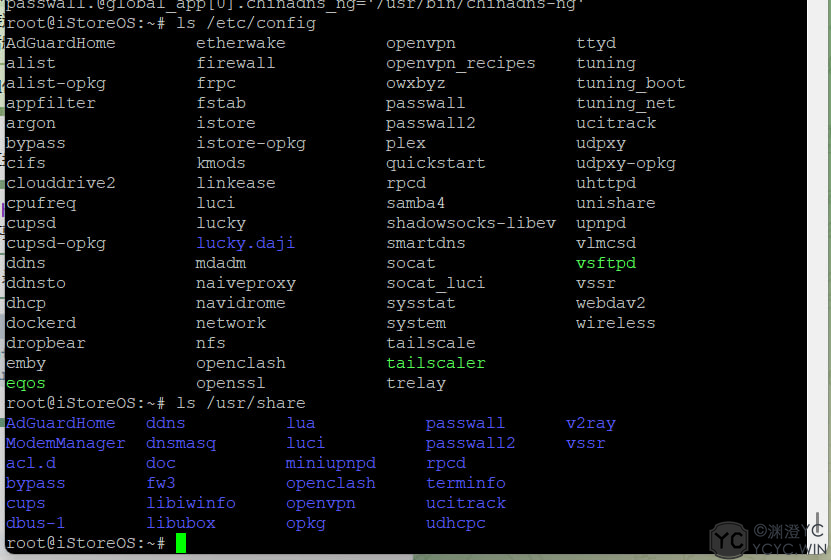 passwall.@global_app[0].chinadns_ng='/usr/bin/chinadns-ng'
root@iStoreOS:~# ls /etc/config
AdGuardHome etherwake openvpn ttyd
alist firewall openvpn_recipes tuning
alist-opkg frpc owxbyz tuning_boot
appfilter fstab passwall tuning_net
argon istore passwall2 ucitrack
bypass istore-opkg plex udpxy
cifs kmods quickstart udpxy-opkg
clouddrive2 linkease rpcd uhttpd
cpufreq luci samba4 unishare
cupsd lucky shadowsocks-libev upnpd
cupsd-opkg lucky.daji smartdns vlmcsd
ddns mdadm socat vsftpd
ddnsto naiveproxy socat_luci vssr
dhcp navidrome sysstat webdav2
dockerd network system wireless
dropbear nfs tailscale
emby openclash tailscaler
eqos openssl trelay
root@iStoreOS:~# ls /usr/share
AdGuardHome ddns lua passwall v2ray
ModemManager dnsmasq luci passwall2 vssr
acl.d doc miniupnpd rpcd
bypass fw3 openclash terminfo
cups libiwinfo openvpn ucitrack
dbus-1 libubox opkg udhcpc
root@iStoreOS:~#
YC ©渊澄YC
YCYC.WIN